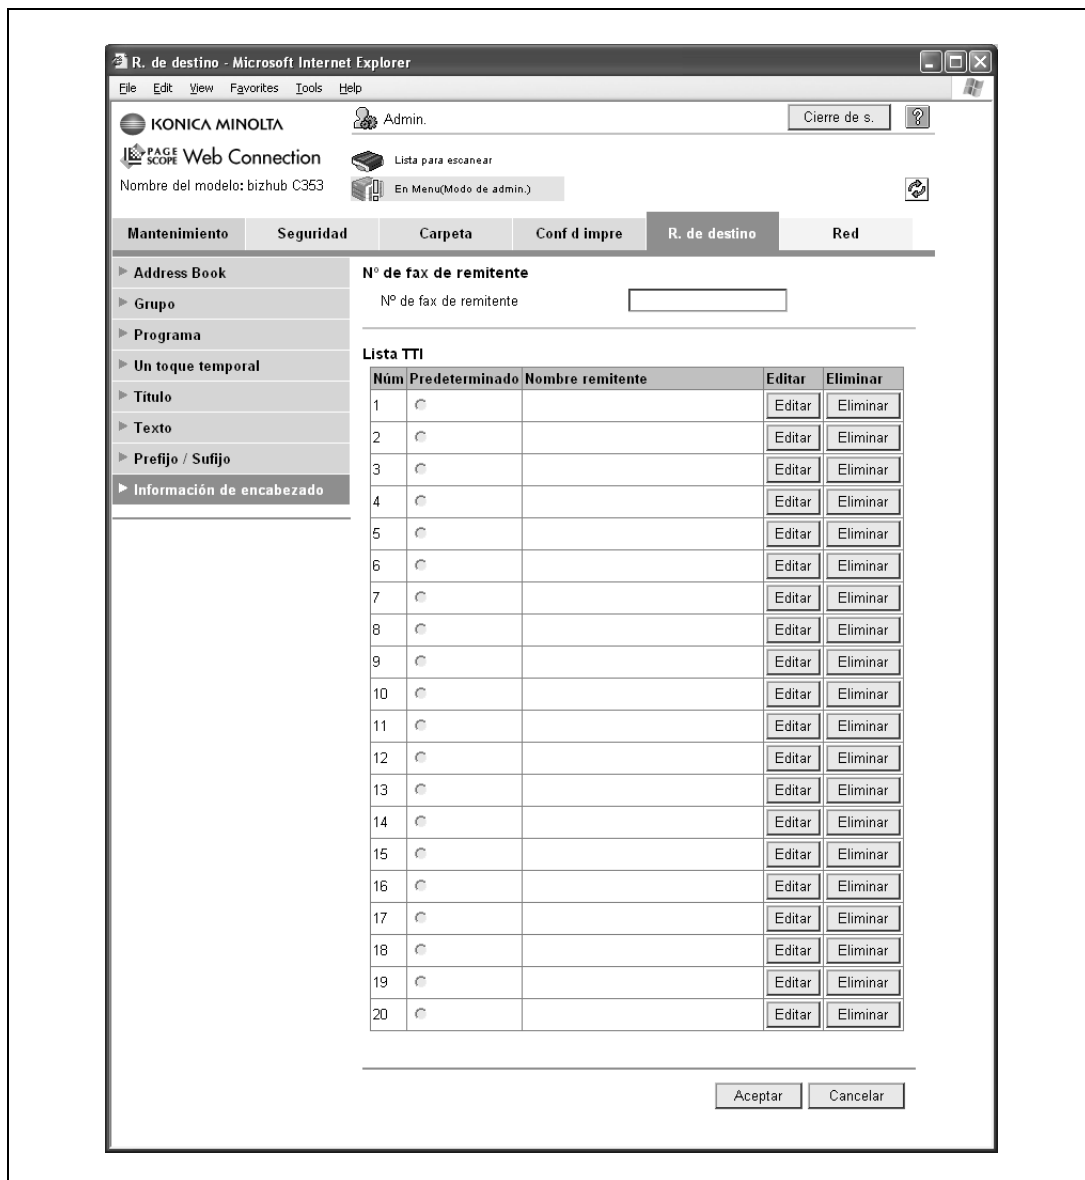 R. de destino - Microsoft Internet Explorer
File Edit View Favorites Tools Help
KONICA MINOLTA
Admin.
Cierre de s.
?
PAGE SCOPE Web Connection
Lista para escanear
Nombre del modelo: bizhub C353
En Menu(Modo de admin.)
Mantenimiento Seguridad Carpeta Conf d impre R. de destino Red
Address Book
Grupo
Programa
Un toque temporal
Título
Texto
Prefijo / Sufijo
Información de encabezado
Nº de fax de remitente
Nº de fax de remitente
Lista TTI
Núm Predeterminado Nombre remitente Editar Eliminar
1 Editar Eliminar
2 Editar Eliminar
3 Editar Eliminar
4 Editar Eliminar
5 Editar Eliminar
6 Editar Eliminar
7 Editar Eliminar
8 Editar Eliminar
9 Editar Eliminar
10 Editar Eliminar
11 Editar Eliminar
12 Editar Eliminar
13 Editar Eliminar
14 Editar Eliminar
15 Editar Eliminar
16 Editar Eliminar
17 Editar Eliminar
18 Editar Eliminar
19 Editar Eliminar
20 Editar Eliminar
Aceptar Cancelar